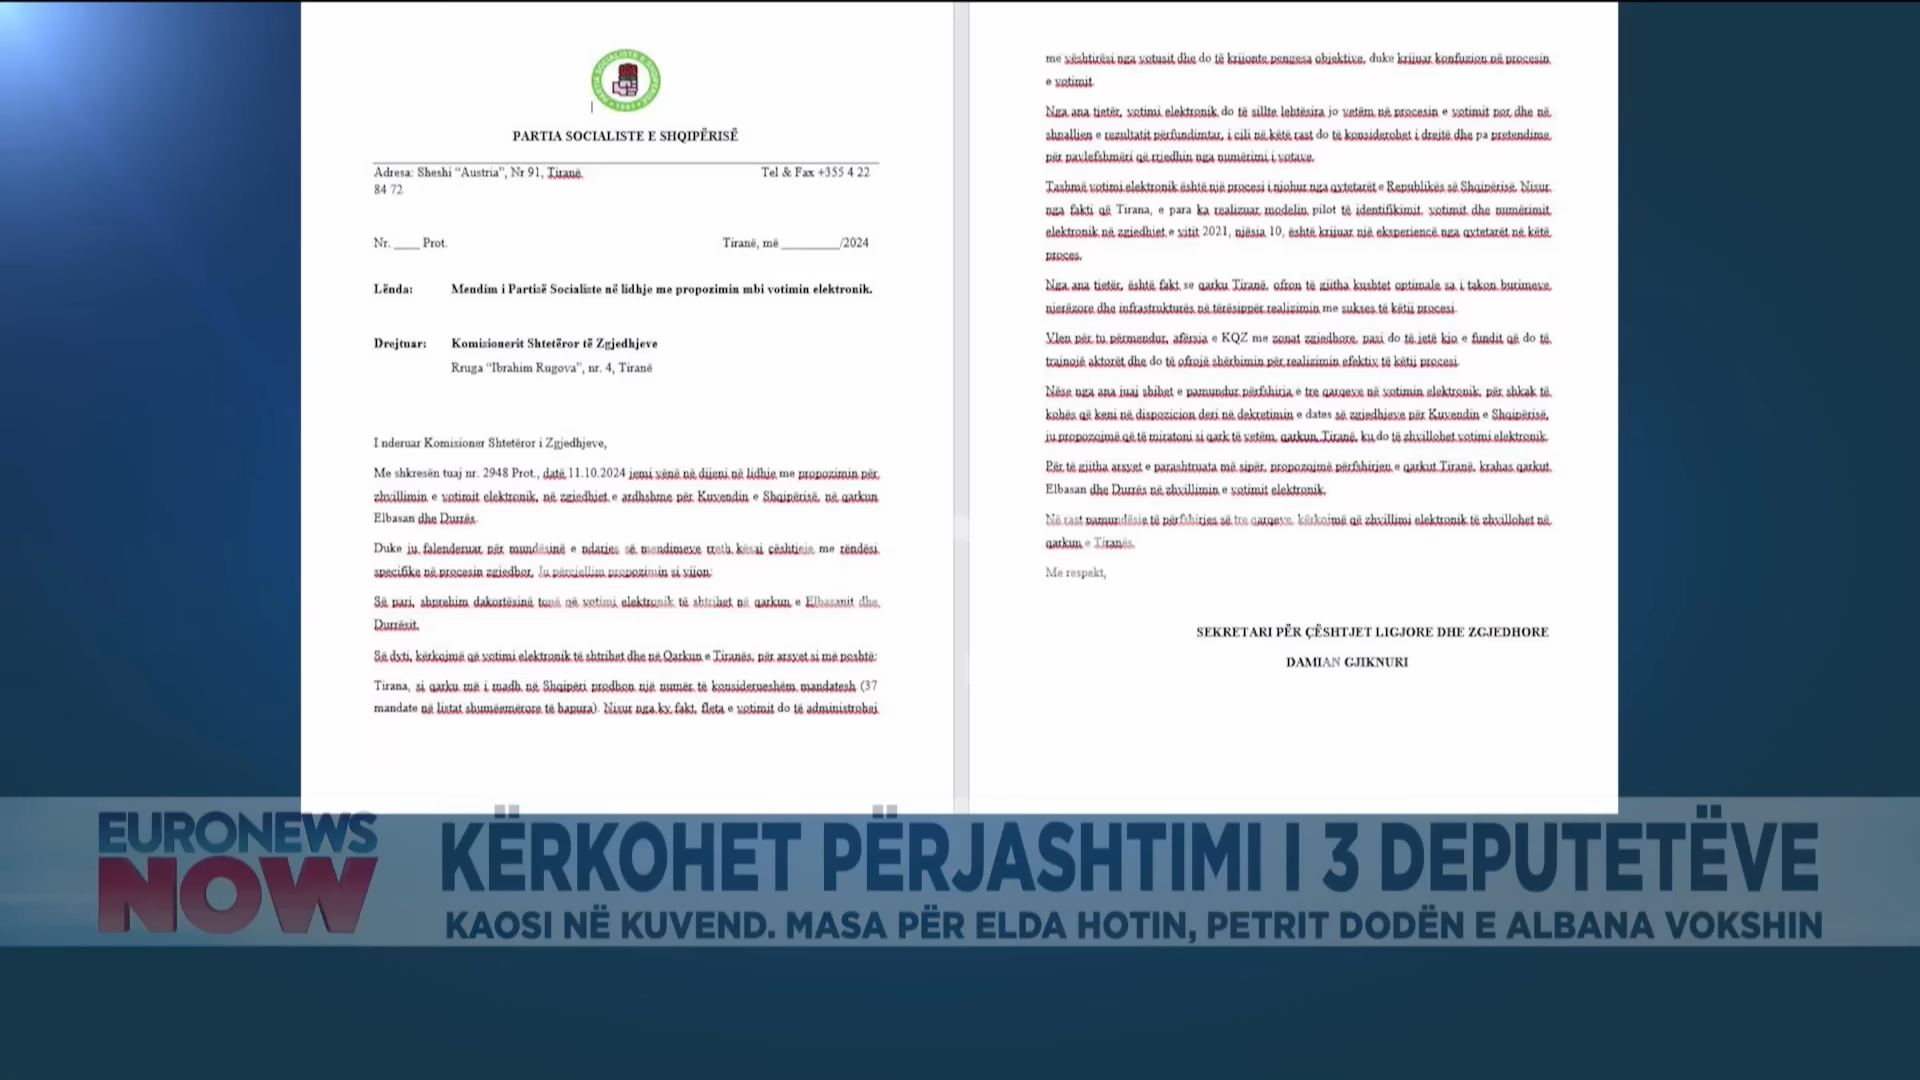 PARTIA SOCIALISTE E SHQIPËRISË
PARTIA SOCIALISTE E SHQIPËRISË
Adresa: Sheshi “Austria”, Nr 91, Tiranë Tel & Fax +355 4 22
84 72
Nr. ____ Prot. Tiranë, më _________/2024
Lënda: Mendim i Partisë Socialiste në lidhje me propozimin mbi votimin elektronik.
Drejtuar: Komisionerit Shtetëror të Zgjedhjeve
Rruga “Ibrahim Rugova”, nr. 4, Tiranë
I nderuar Komisioner Shtetëror i Zgjedhjeve,
Me shkresën tuaj nr. 2948 Prot., datë 11.10.2024 jemi vënë në dijeni në lidhje me propozimin për
zhvillimin e votimit elektronik, në zgjedhjet e ardhshme për Kuvendin e Shqipërisë, në qarkun
Elbasan dhe Durrës.
Duke ju falenderuar për mundësinë e ndarjes së mendimeve rreth kësaj çështjeje me rëndësi
specifike në procesin zgjedhor, Ju përcjellim propozimin si vijon:
Së pari, shprehim dakortësinë tonë që votimi elektronik të shtrihet në qarkun e Elbasanit dhe
Durrësit.
Së dyti, kërkojmë që votimi elektronik të shtrihet dhe në Qarkun e Tiranës, për arsyet si më poshtë:
Tirana, si qarku më i madh në Shqipëri prodhon një numër të konsiderueshëm mandatesh (37
mandate në listat shumëemërore të hapura). Nisur nga ky fakt, fleta e votimit do të administrohej
me vështirësi nga votusit dhe do të krijonte pengesa objektive, duke krijuar konfuzion në procesin
e votimit.
Nga ana tjetër, votimi elektronik do të sillte lehtësira jo vetëm në procesin e votimit por dhe në
shpalljen e rezultatit përfundimtar, i cili në këtë rast do të konsiderohet i drejtë dhe pa pretendime
për pavlefshmëri që rrjedhin nga numërimi i votave.
Tashmë votimi elektronik është një procesi i njohur nga qytetarët e Republikës së Shqipërisë. Nisur
nga fakti që Tirana, e para ka realizuar modelin pilot të identifikimit, votimit dhe numërimit
elektronik në zgjedhjet e vitit 2021, njësia 10, është krijuar një eksperiencë nga qytetarët në këtë
proces.
Nga ana tjetër, është fakt se qarku Tiranë, ofron të gjitha kushtet optimale sa i takon burimeve
njerëzore dhe infrastrukturës në tërësippër realizimin me sukses të këtij procesi.
Vlen për tu përmendur, afërsia e KQZ me zonat zgjedhore, pasi do të jetë kjo e fundit që do të
trainojë aktorët dhe do të ofrojë shërbimin për realizimin efektiv të këtij procesi.
Nëse nga ana juaj shihet e pamundur përfshirja e tre qarqeve në votimin elektronik, për shkak të
kohës që keni në dispozicion deri në dekretimin e dates së zgjedhjeve për Kuvendin e Shqipërisë,
ju propozojmë që të miratoni si qark të vetëm, qarkun Tiranë, ku do të zhvillohet votimi elektronik.
Për të gjitha arsyet e parashtruata më sipër, propozojmë përfshirjen e qarkut Tiranë, krahas qarkut
Elbasan dhe Durrës në zhvillimin e votimit elektronik.
Në rast pamundësie të përfshirjes së tre qarqeve, kërkojmë që zhvillimi elektronik të zhvillohet në
qarkun e Tiranës.
Me respekt,
SEKRETARI PËR ÇËSHTJET LIGJORE DHE ZGJEDHORE
DAMIAN GJIKNURI
EURONEWS
NOW
KËRKOHET PËRJASHTIMI I 3 DEPUTETËVE
KAOSI NË KUVEND. MASA PËR ELDA HOTIN, PETRIT DODËN E ALBANA VOKSHIN